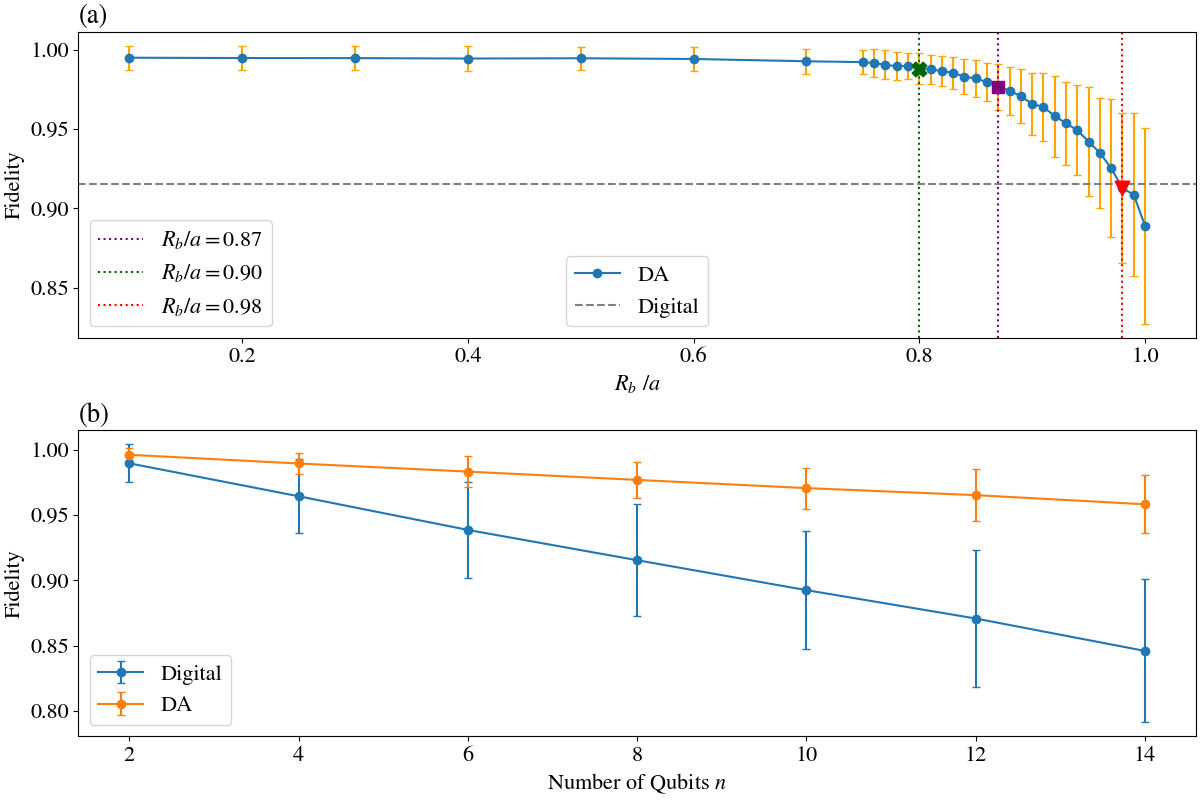 (a)
1.00
0.95
0.90
0.85
Fidelity
R_b/a = 0.87
R_b/a = 0.90
R_b/a = 0.98
DA
Digital
0.2 0.4 0.6 0.8 1.0
R_b /a
(b)
1.00
0.95
0.90
0.85
0.80
Fidelity
Digital
DA
2 4 6 8 10 12 14
Number of Qubits n